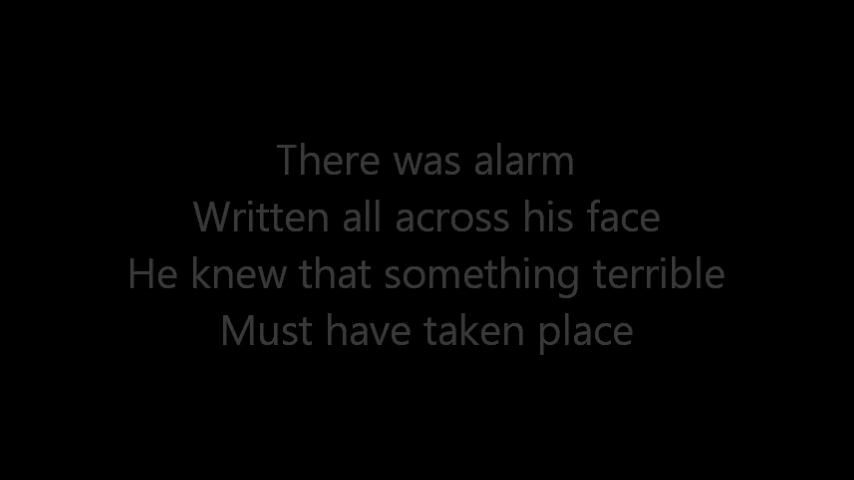 There was alarm
Written all across his face
He knew that something terrible
Must have taken place